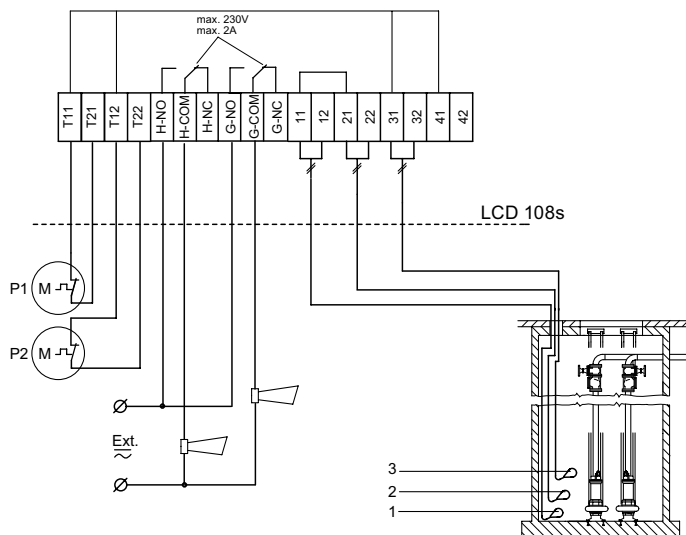 max. 230V
max. 2A
T11 T21 T12 T22 H-NO H-COM H-NC G-NO G-COM G-NC 11 12 21 22 31 32 41 42
LCD 108s
P1 M
P2 M
Ext.
3
2
1